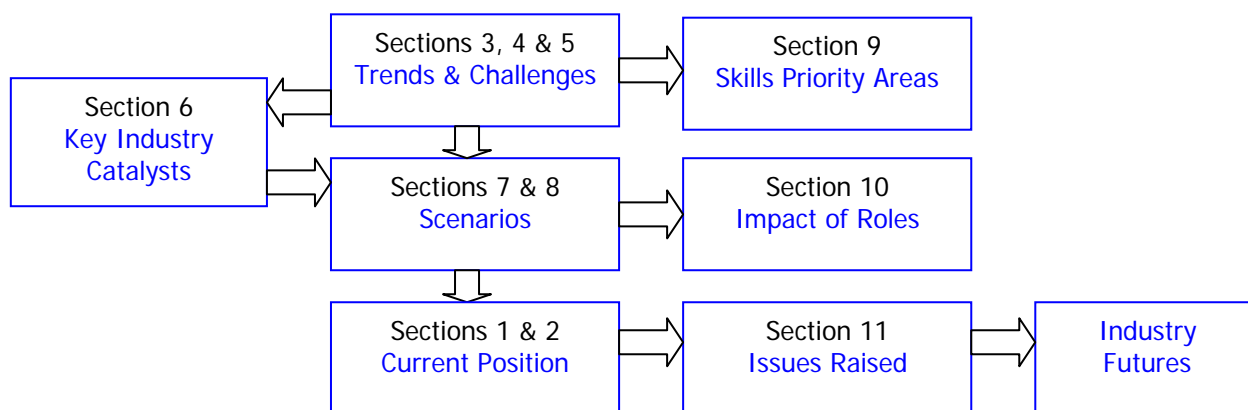 Sections 3, 4 & 5
Trends & Challenges
Section 9
Skills Priority Areas
Section 6
Key Industry
Catalysts
Sections 7 & 8
Scenarios
Section 10
Impact of Roles
Sections 1 & 2
Current Position
Section 11
Issues Raised
Industry
Futures